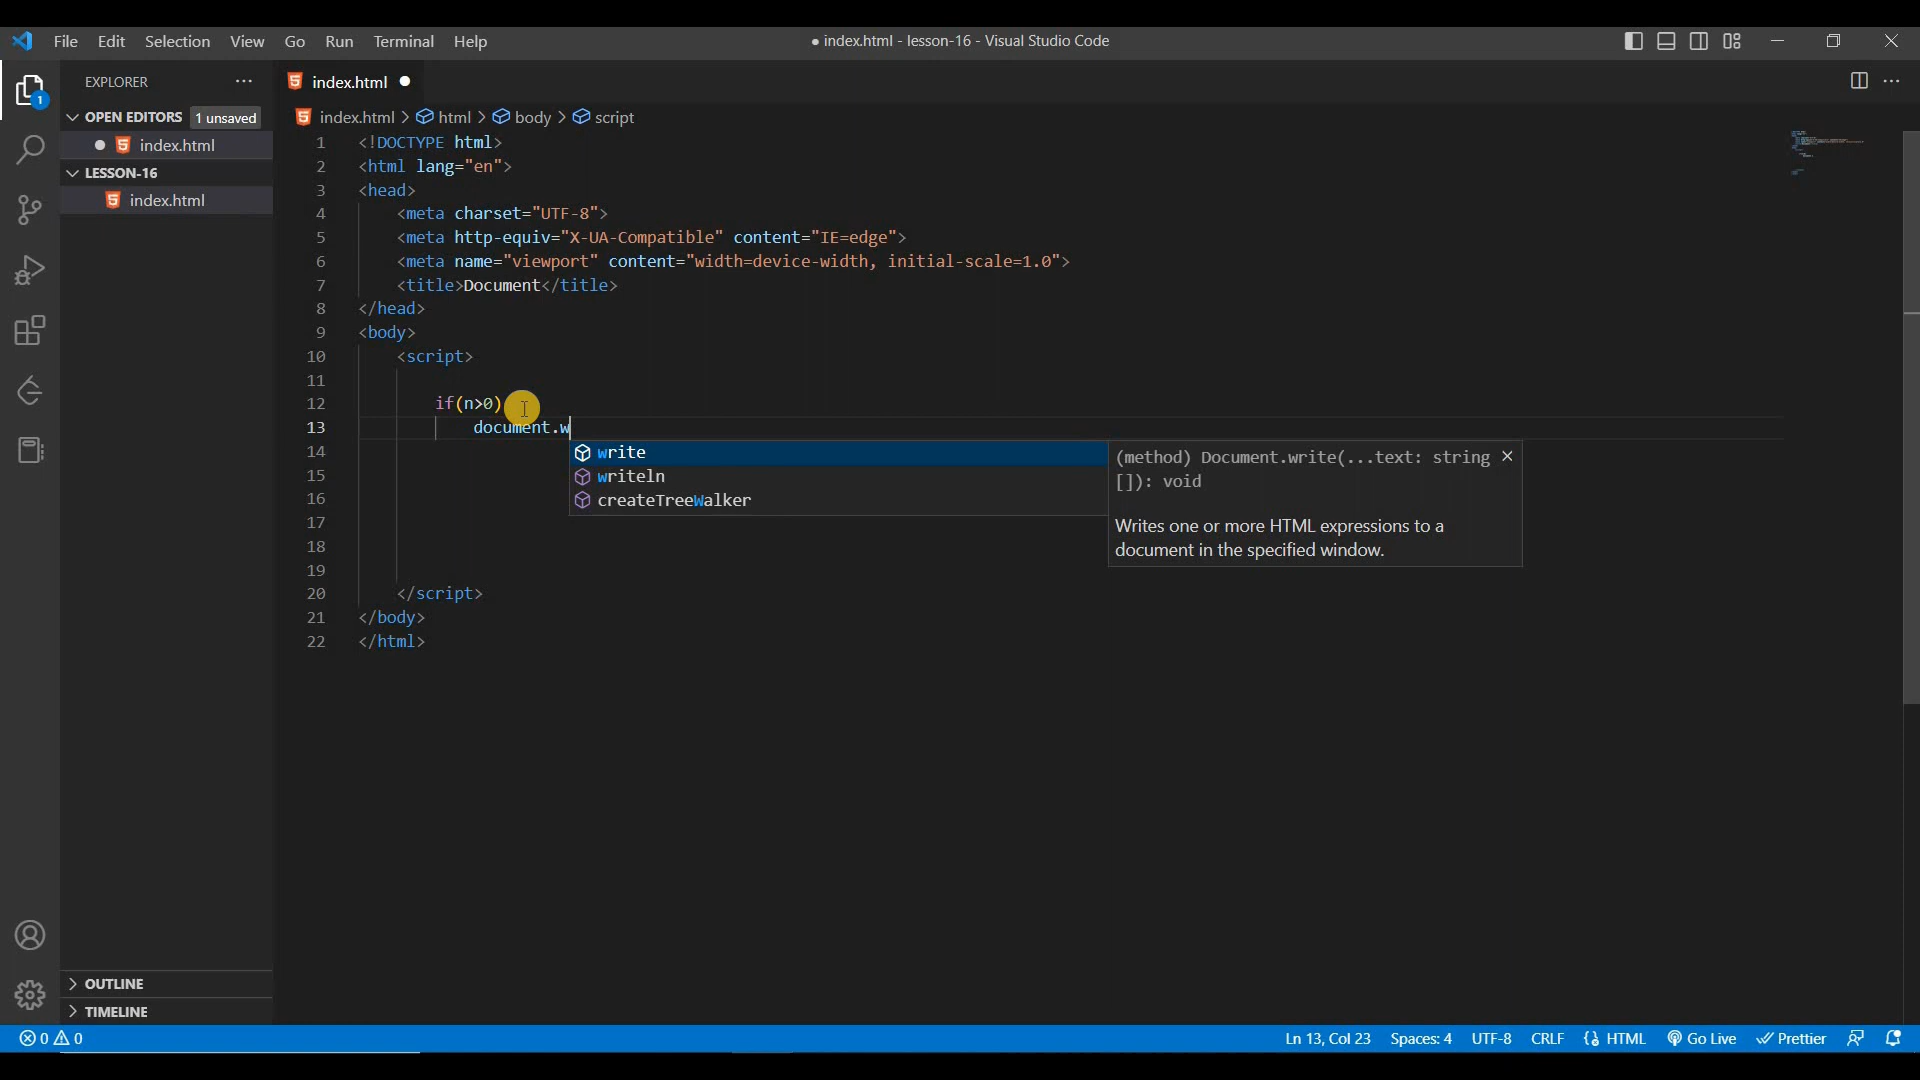 File Edit Selection View Go Run Terminal Help
● index.html - lesson-16 - Visual Studio Code
EXPLORER
OPEN EDITORS 1 unsaved
index.html
LESSON-16
index.html
OUTLINE
TIMELINE
1
index.html
index.html > html > body > script
1 <!DOCTYPE html>
2 <html lang="en">
3 <head>
4 <meta charset="UTF-8">
5 <meta http-equiv="X-UA-Compatible" content="IE=edge">
6 <meta name="viewport" content="width=device-width, initial-scale=1.0">
7 <title>Document</title>
8 </head>
9 <body>
10 <script>
11
12 if(n>0)
13 document.w
14
15
16
17
18
19
20 </script>
21 </body>
22 </html>
write
writeln
createTreeWalker
(method) Document.write(...text: string
[]): void
Writes one or more HTML expressions to a
document in the specified window.
0 0
Ln 13, Col 23 Spaces: 4 UTF-8 CRLF HTML Go Live Prettier